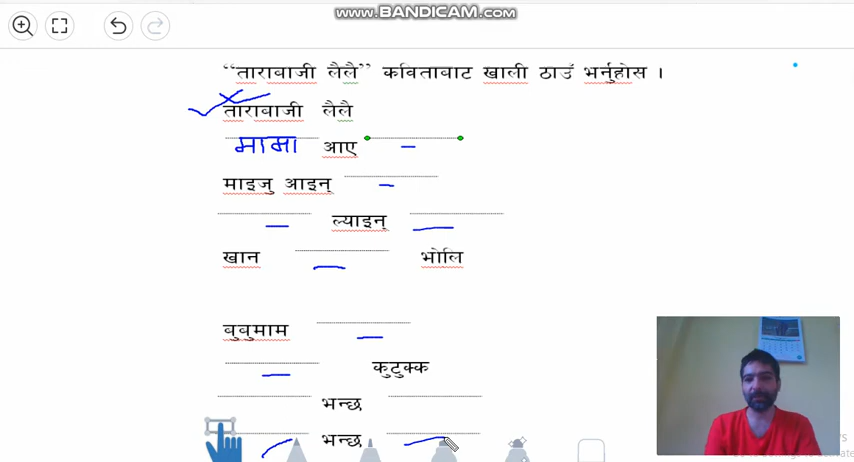 www.BANDICAM.com
“ताराबाजी लैलै” कविताबाट खाली ठाउँ भर्नुहोस ।
ताराबाजी लैलै
मामा आए
माइजु आइन्
ल्याइन्
खान भोलि
बुबुमाम
कुटुक्क
भन्छ
भन्छ